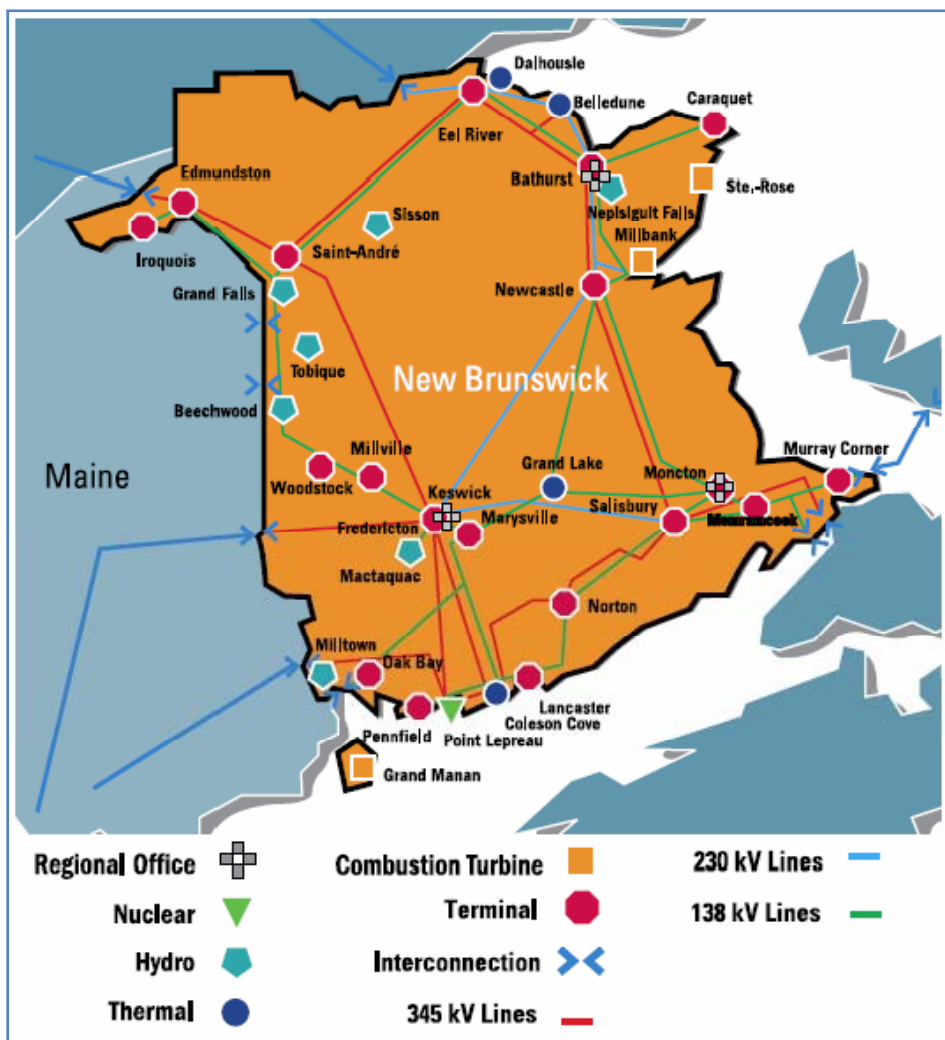 Dalhousle
Belledune
Caraquet
Eel River
Edmundston
Bathurst
Ste.-Rose
Sisson
Nepisiguit Falls
Saint-André
Millbank
Iroquois
Grand Falls
Newcastle
Tobique
New Brunswick
Beechwood
Murray Corner
Millville
Grand Lake
Moncton
Maine
Woodstock
Keswick
Salisbury
Marysville
Memramcook
Fredericton
Mactaquac
Norton
Milltown
Oak Bay
Lancaster
Coleson Cove
Pennfield
Point Lepreau
Grand Manan
Regional Office
Combustion Turbine
230 kV Lines
Nuclear
Terminal
138 kV Lines
Hydro
Interconnection
Thermal
345 kV Lines